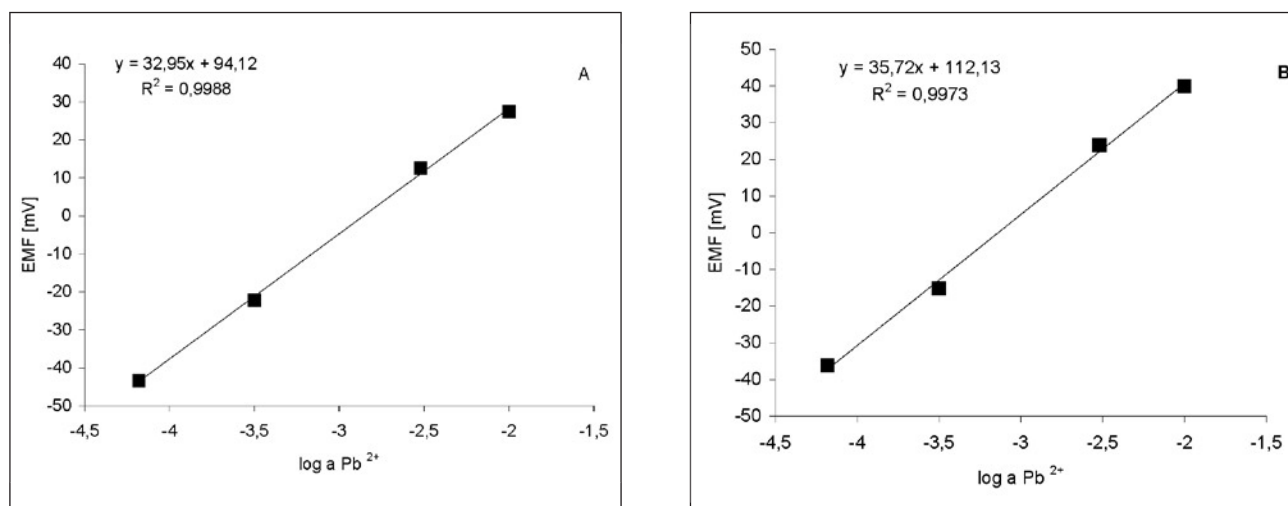 y = 32,95x + 94,12
R² = 0,9988
A
40
30
20
10
0
-10
-20
-30
-40
-50
EMF [mV]
-4,5 -4 -3,5 -3 -2,5 -2 -1,5
log a Pb ²⁺
y = 35,72x + 112,13
R² = 0,9973
B
50
40
30
20
10
0
-10
-20
-30
-40
-50
EMF [mV]
-4,5 -4 -3,5 -3 -2,5 -2 -1,5
log a Pb ²⁺